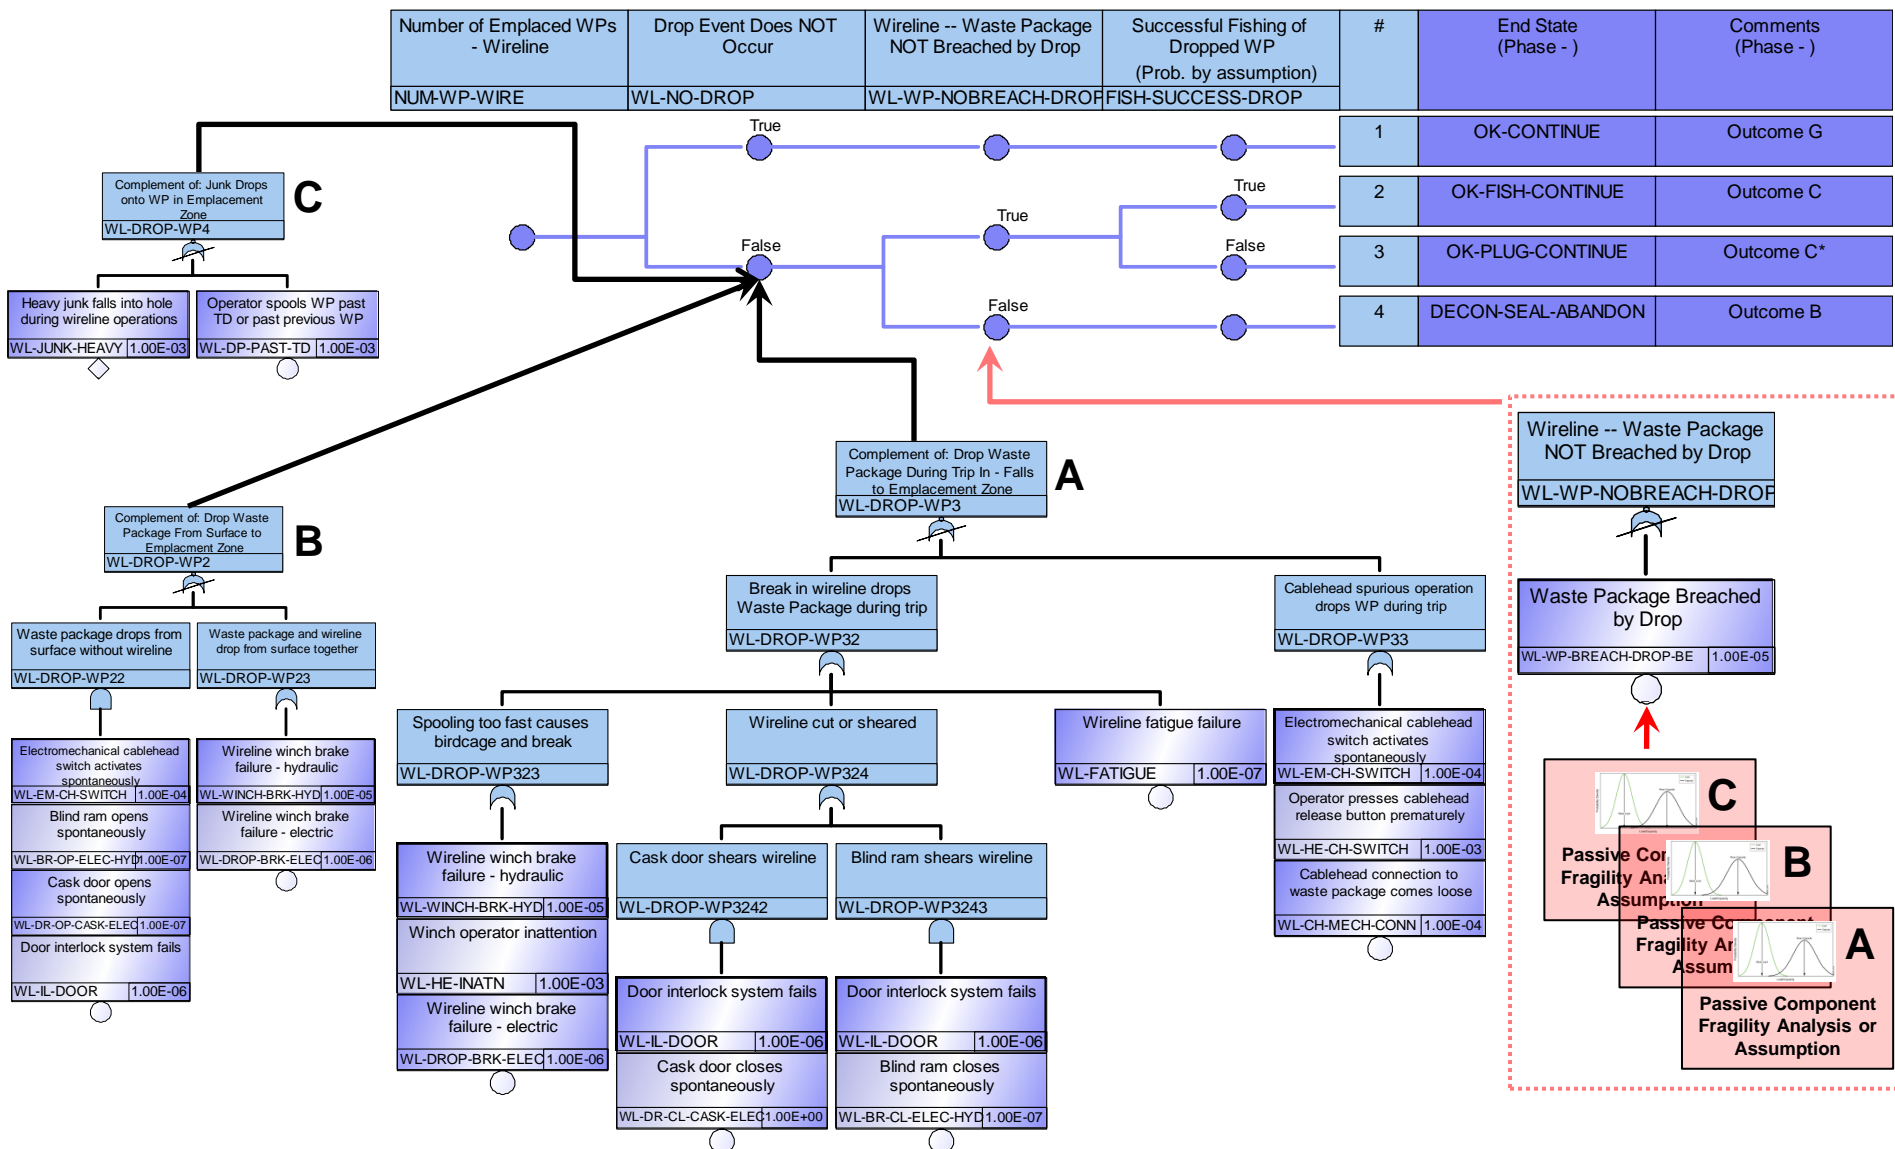 Number of Emplaced WPs
- Wireline
NUM-WP-WIRE
Drop Event Does NOT
Occur
WL-NO-DROP
Wireline -- Waste Package
NOT Breached by Drop
WL-WP-NOBREACH-DROP
Successful Fishing of
Dropped WP
(Prob. by assumption)
FISH-SUCCESS-DROP
#
End State
(Phase - )
Comments
(Phase - )
True
1
OK-CONTINUE
Outcome G
True
2
OK-FISH-CONTINUE
Outcome C
True
False
False
3
OK-PLUG-CONTINUE
Outcome C*
False
4
DECON-SEAL-ABANDON
Outcome B
Complement of: Junk Drops
onto WP in Emplacement
Zone
WL-DROP-WP4
C
Heavy junk falls into hole
during wireline operations
WL-JUNK-HEAVY 1.00E-03
Operator spools WP past
TD or past previous WP
WL-DP-PAST-TD 1.00E-03
Complement of: Drop Waste
Package From Surface to
Emplacment Zone
WL-DROP-WP2
B
Waste package drops from
surface without wireline
WL-DROP-WP22
Waste package and wireline
drop from surface together
WL-DROP-WP23
Electromechanical cablehead
switch activates
spontaneously
WL-EM-CH-SWITCH 1.00E-04
Blind ram opens
spontaneously
WL-BR-OP-ELEC-HYD 1.00E-07
Cask door opens
spontaneously
WL-DR-OP-CASK-ELEC 1.00E-07
Door interlock system fails
WL-IL-DOOR 1.00E-06
Wireline winch brake
failure - hydraulic
WL-WINCH-BRK-HYD 1.00E-05
Wireline winch brake
failure - electric
WL-DROP-BRK-ELEC 1.00E-06
Complement of: Drop Waste
Package During Trip In - Falls
to Emplacement Zone
WL-DROP-WP3
A
Break in wireline drops
Waste Package during trip
WL-DROP-WP32
Cablehead spurious operation
drops WP during trip
WL-DROP-WP33
Spooling too fast causes
birdcage and break
WL-DROP-WP323
Wireline cut or sheared
WL-DROP-WP324
Wireline fatigue failure
WL-FATIGUE 1.00E-07
Electromechanical cablehead
switch activates
spontaneously
WL-EM-CH-SWITCH 1.00E-04
Operator presses cablehead
release button prematurely
WL-HE-CH-SWITCH 1.00E-03
Cablehead connection to
waste package comes loose
WL-CH-MECH-CONN 1.00E-04
Wireline winch brake
failure - hydraulic
WL-WINCH-BRK-HYD 1.00E-05
Winch operator inattention
WL-HE-INATN 1.00E-03
Wireline winch brake
failure - electric
WL-DROP-BRK-ELEC 1.00E-06
Cask door shears wireline
WL-DROP-WP3242
Blind ram shears wireline
WL-DROP-WP3243
Door interlock system fails
WL-IL-DOOR 1.00E-06
Cask door closes
spontaneously
WL-DR-CL-CASK-ELEC 1.00E+00
Door interlock system fails
WL-IL-DOOR 1.00E-06
Blind ram closes
spontaneously
WL-BR-CL-ELEC-HYD 1.00E-07
Wireline -- Waste Package
NOT Breached by Drop
WL-WP-NOBREACH-DROP
Waste Package Breached
by Drop
WL-WP-BREACH-DROP-BE 1.00E-05
C
Passive Com
Fragility Ana
Assumption
B
Passive Component
Fragility An
Assum
A
Passive Component
Fragility Analysis or
Assumption